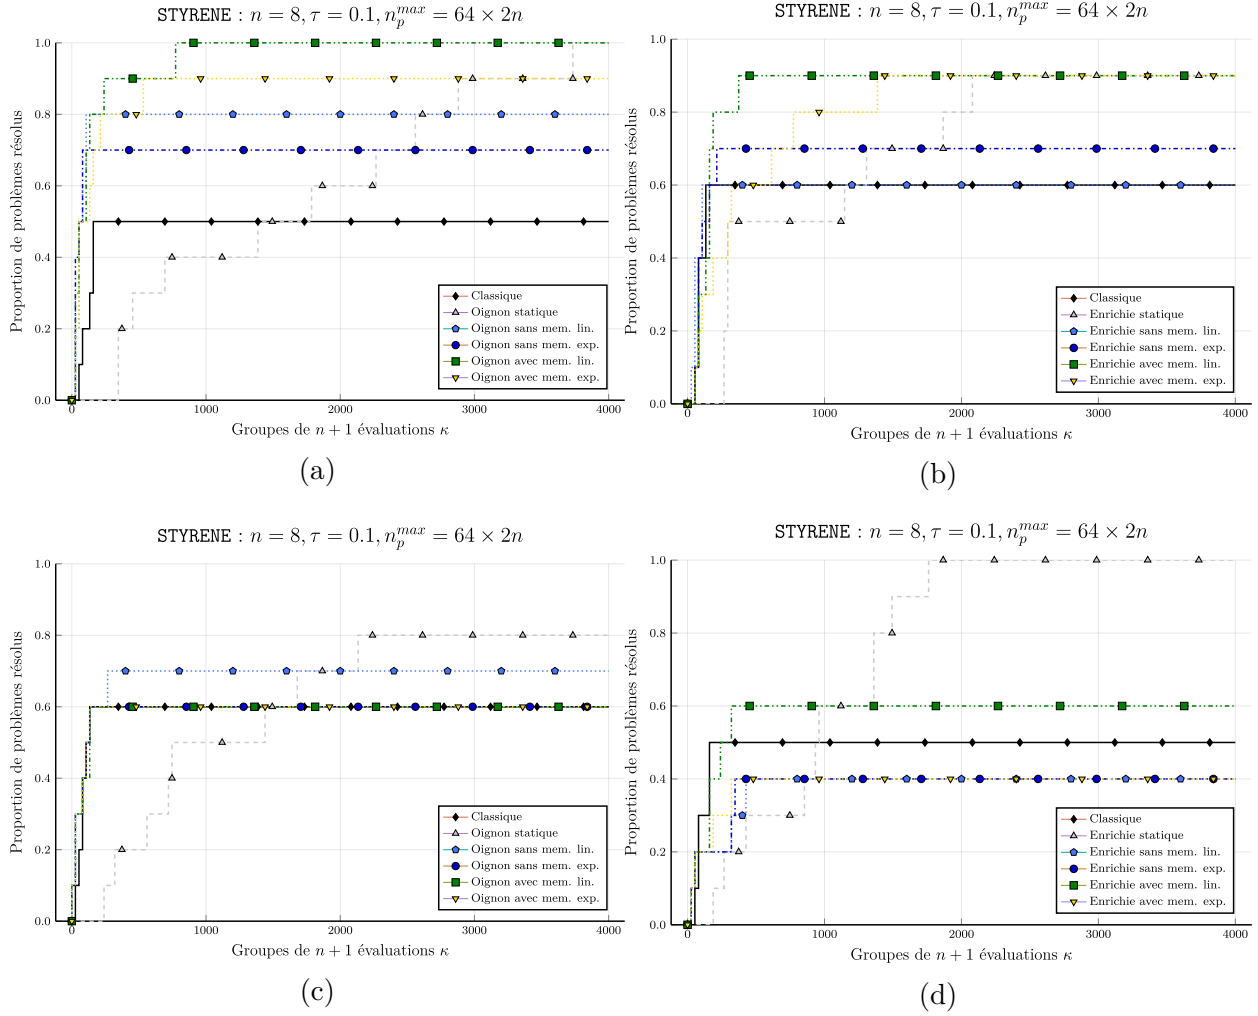 STYRENE : n = 8, τ = 0.1, n_p^{max} = 64 × 2n
Proportion de problèmes résolus
1.0
0.8
0.6
0.4
0.2
0.0
0
1000
2000
3000
4000
Groupes de n + 1 évaluations κ
Classique
Oignon statique
Oignon sans mem. lin.
Oignon sans mem. exp.
Oignon avec mem. lin.
Oignon avec mem. exp.
(a)
STYRENE : n = 8, τ = 0.1, n_p^{max} = 64 × 2n
Proportion de problèmes résolus
1.0
0.8
0.6
0.4
0.2
0.0
0
1000
2000
3000
4000
Groupes de n + 1 évaluations κ
Classique
Enrichie statique
Enrichie sans mem. lin.
Enrichie sans mem. exp.
Enrichie avec mem. lin.
Enrichie avec mem. exp.
(b)
STYRENE : n = 8, τ = 0.1, n_p^{max} = 64 × 2n
Proportion de problèmes résolus
1.0
0.8
0.6
0.4
0.2
0.0
0
1000
2000
3000
4000
Groupes de n + 1 évaluations κ
Classique
Oignon statique
Oignon sans mem. lin.
Oignon sans mem. exp.
Oignon avec mem. lin.
Oignon avec mem. exp.
(c)
STYRENE : n = 8, τ = 0.1, n_p^{max} = 64 × 2n
Proportion de problèmes résolus
1.0
0.8
0.6
0.4
0.2
0.0
0
1000
2000
3000
4000
Groupes de n + 1 évaluations κ
Classique
Enrichie statique
Enrichie sans mem. lin.
Enrichie sans mem. exp.
Enrichie avec mem. lin.
Enrichie avec mem. exp.
(d)